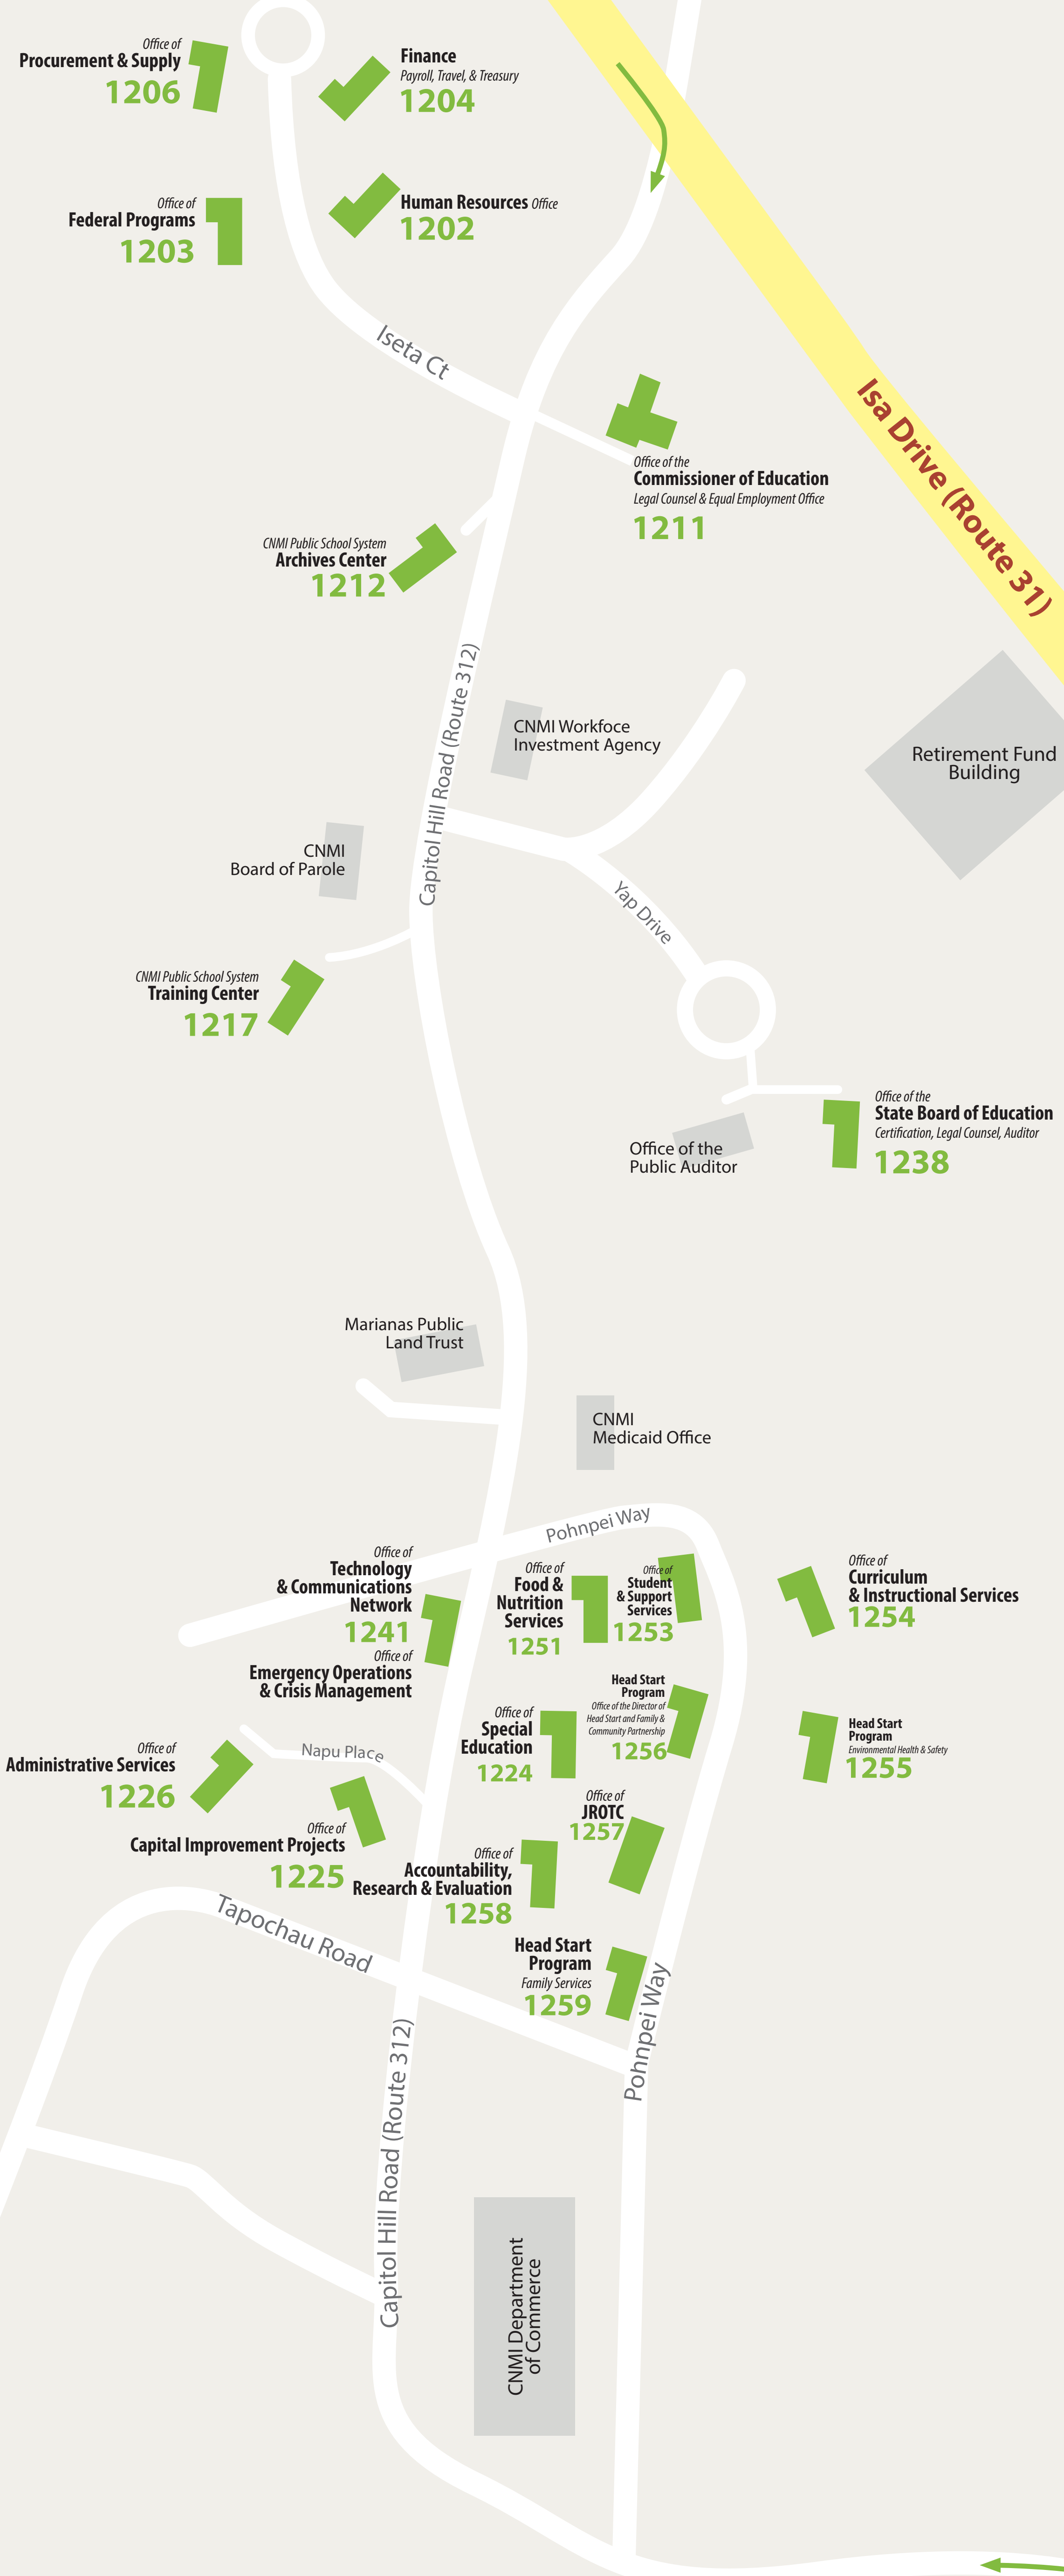 Office of
Procurement & Supply
1206
Finance
Payroll, Travel, & Treasury
1204
Office of
Federal Programs
1203
Human Resources Office
1202
Iseta Ct
Isa Drive (Route 31)
Office of the
Commissioner of Education
Legal Counsel & Equal Employment Office
1211
CNMI Public School System
Archives Center
1212
Capitol Hill Road (Route 312)
CNMI Workfoce
Investment Agency
Retirement Fund
Building
CNMI
Board of Parole
Yap Drive
CNMI Public School System
Training Center
1217
Office of the
State Board of Education
Certification, Legal Counsel, Auditor
1238
Office of the
Public Auditor
Marianas Public
Land Trust
CNMI
Medicaid Office
Pohnpei Way
Office of
Technology
& Communications
Network
1241
Office of
Emergency Operations
& Crisis Management
Office of
Food &
Nutrition
Services
1251
Office of
Student
& Support
Services
1253
Office of
Curriculum
& Instructional Services
1254
Head Start
Program
Office of the Director of
Head Start and Family &
Community Partnership
1256
Office of
Special
Education
1224
Head Start
Program
Environmental Health & Safety
1255
Napu Place
Office of
Administrative Services
1226
Office of
Capital Improvement Projects
1225
Office of
JROTC
1257
Office of
Accountability,
Research & Evaluation
1258
Tapochau Road
Head Start
Program
Family Services
1259
Pohnpei Way
Capitol Hill Road (Route 312)
CNMI Department
of Commerce